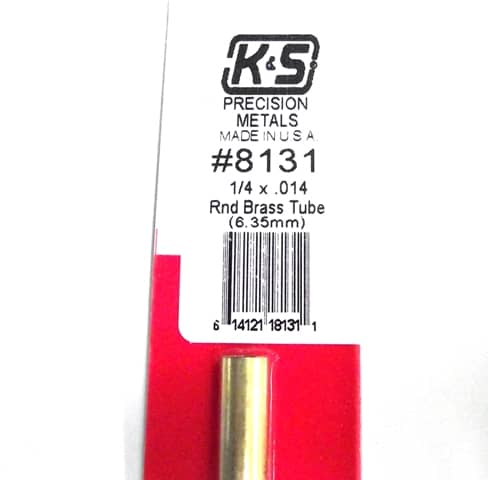 K&S®
PRECISION
METALS
MADE IN U.S.A.
#8131
1/4 x .014
Rnd Brass Tube
(6.35mm)
6 14121 18131 1